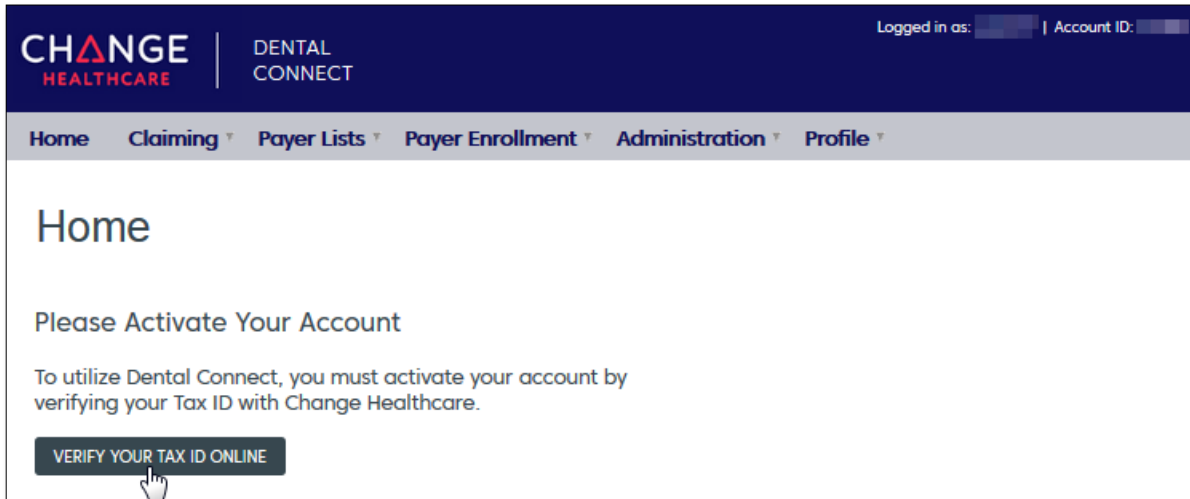 Logged in as: | Account ID:
CHANGE
HEALTHCARE
DENTAL
CONNECT
Home Claiming Payer Lists Payer Enrollment Administration Profile
Home
Please Activate Your Account
To utilize Dental Connect, you must activate your account by
verifying your Tax ID with Change Healthcare.
VERIFY YOUR TAX ID ONLINE